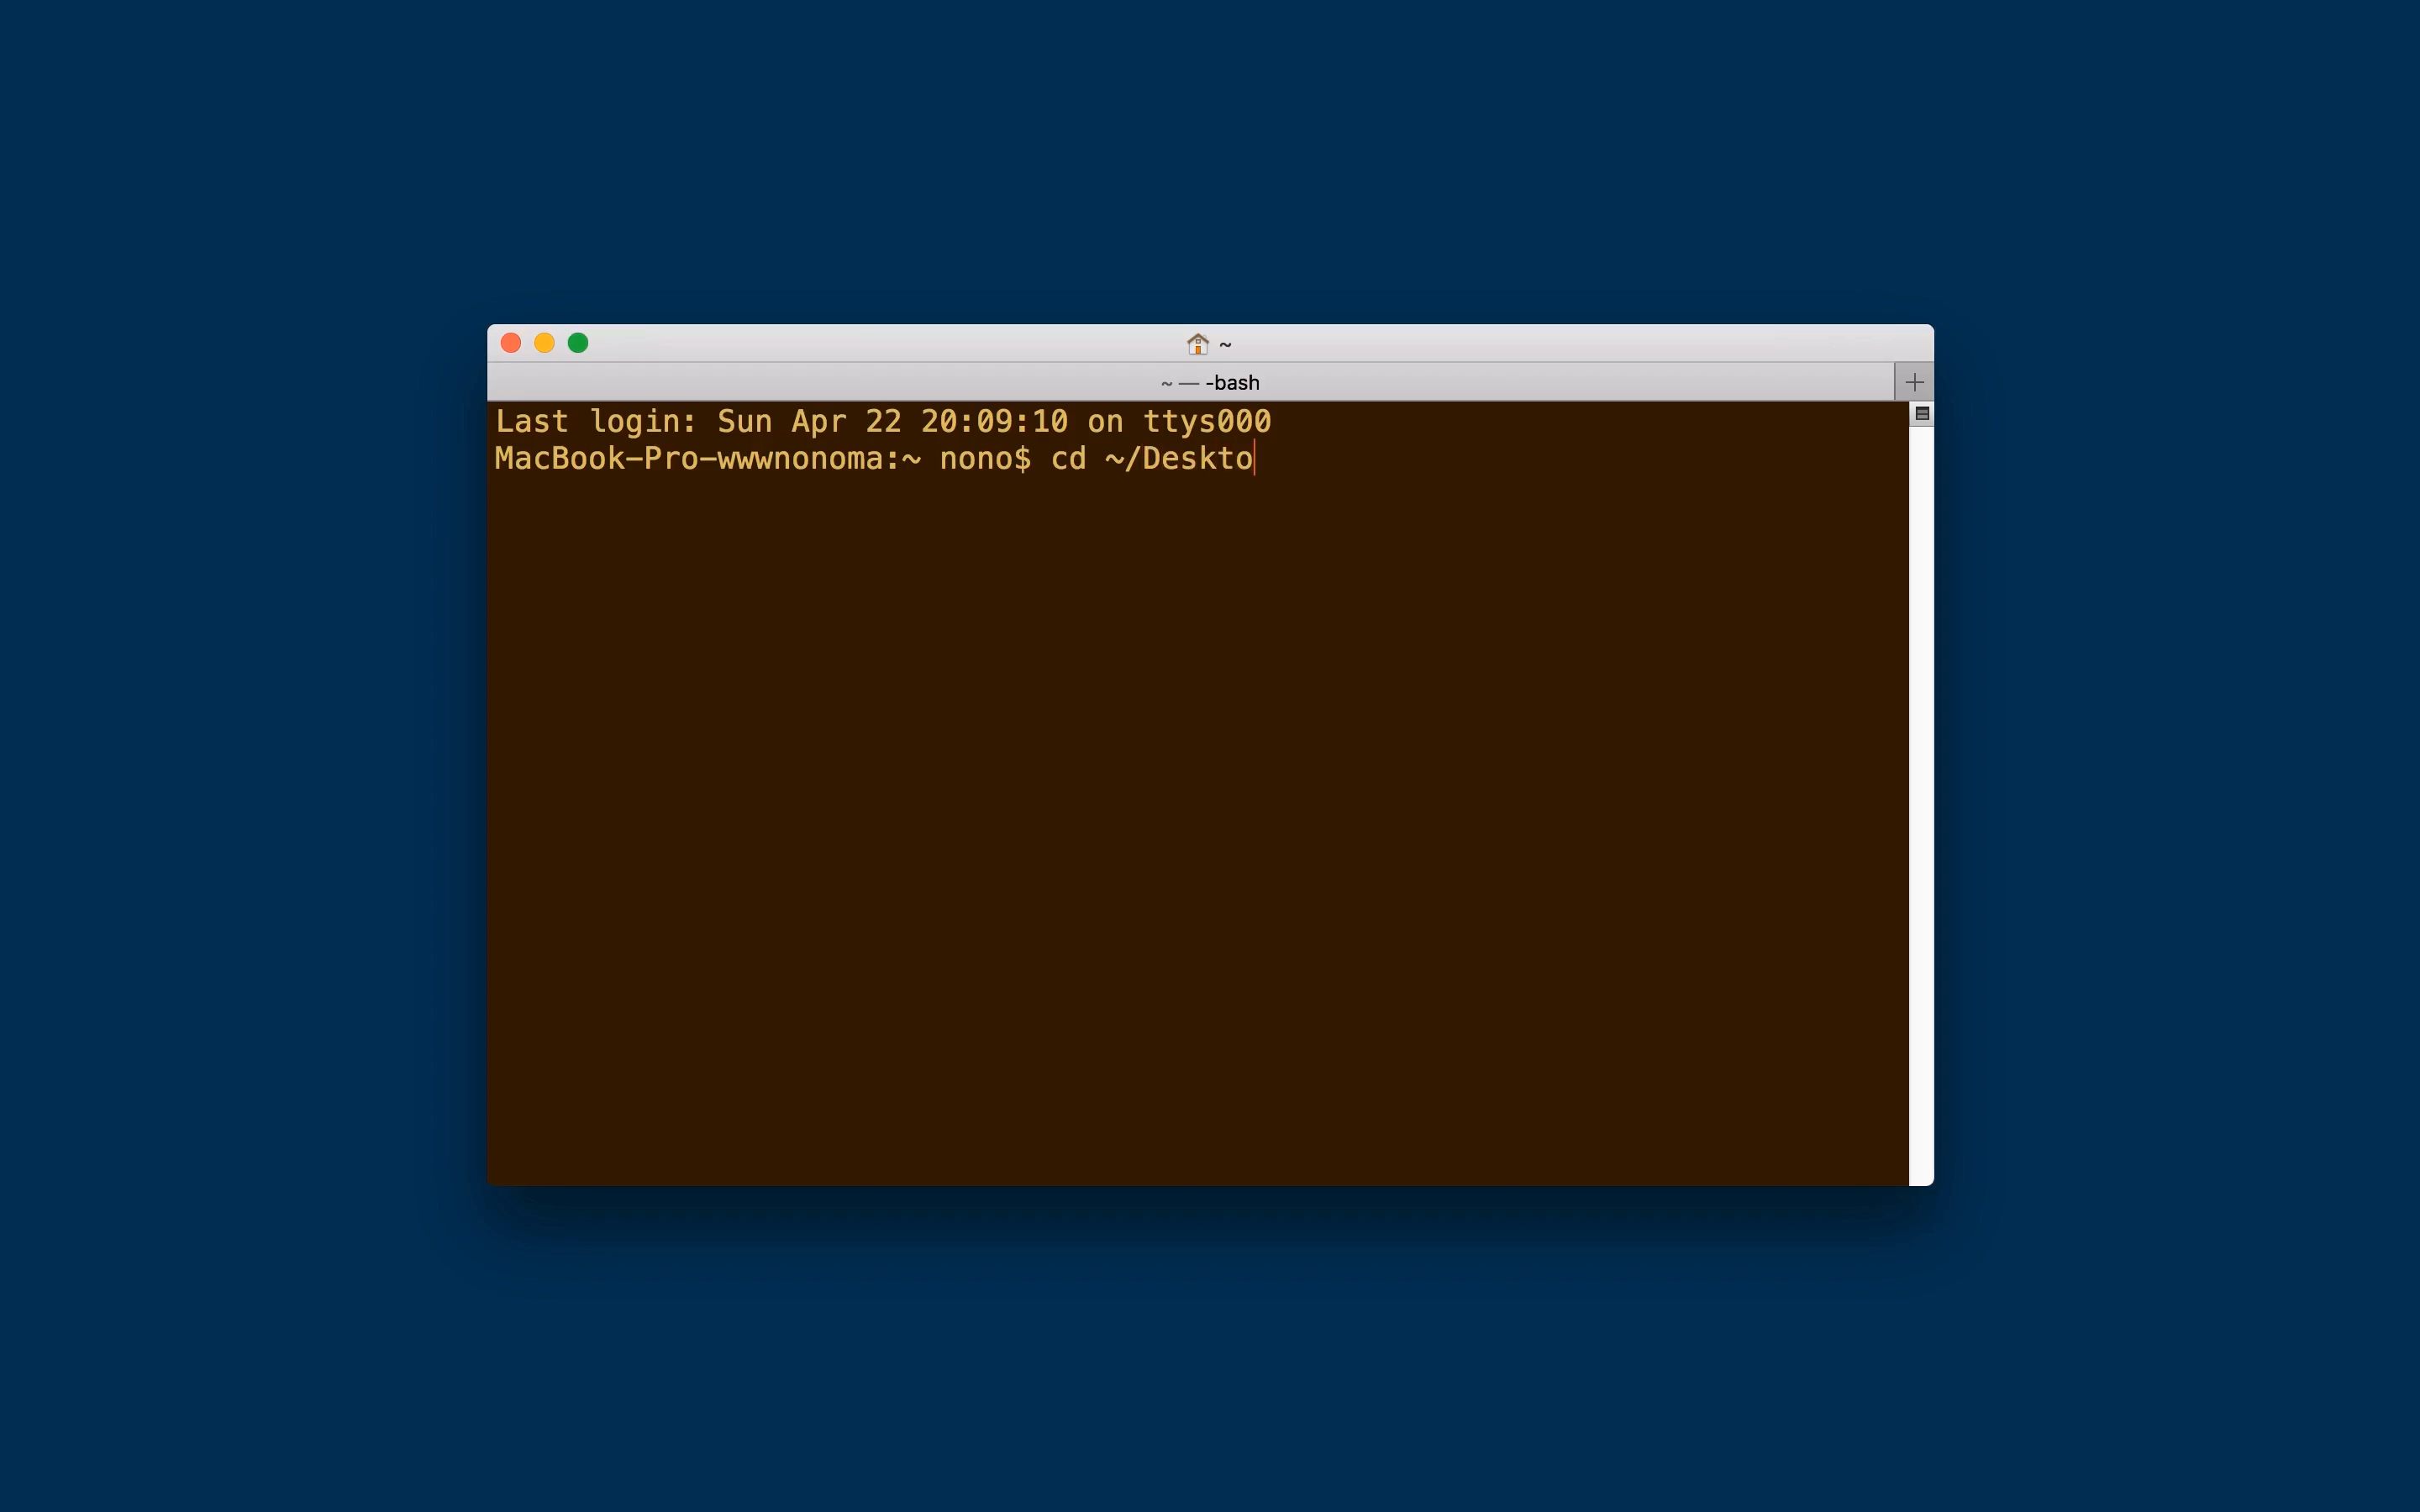 ~
~ — -bash
Last login: Sun Apr 22 20:09:10 on ttys000
MacBook-Pro-wwwnonoma:~ nono$ cd ~/Deskto